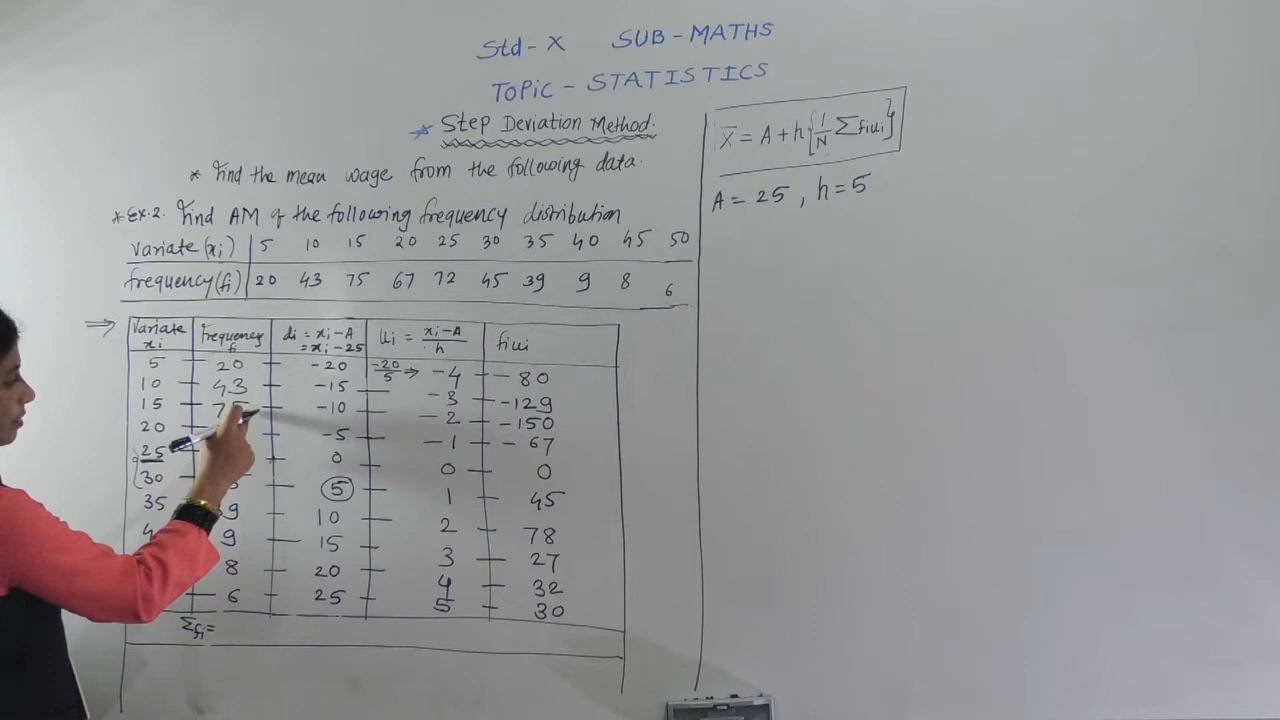 Std - X SUB - MATHS
TOPiC - STATISTICS
* Step Deviation Method.
* Find the mean wage from the following data.
* Ex. 2. Find AM of the following frequency distribution
Variate (xi) 5 10 15 20 25 30 35 40 45 50
frequency (fi) 20 43 75 67 72 45 39 9 8 6
⇒ Variate xi | Frequency fi | di = xi - A = xi - 25 | ui = (xi - A)/h | fiui
5 20 -20 -20/5 → -4 -80
10 43 -15 -3 -129
15 -10 -2 -150
20 -5 -1 -67
25 0 0 0
30 5 1 45
35 9 10 2 78
9 15 3 27
8 20 4 32
6 25 5 30
Σfi =
x̄ = A + h { 1/N Σfiui }
A = 25 , h = 5